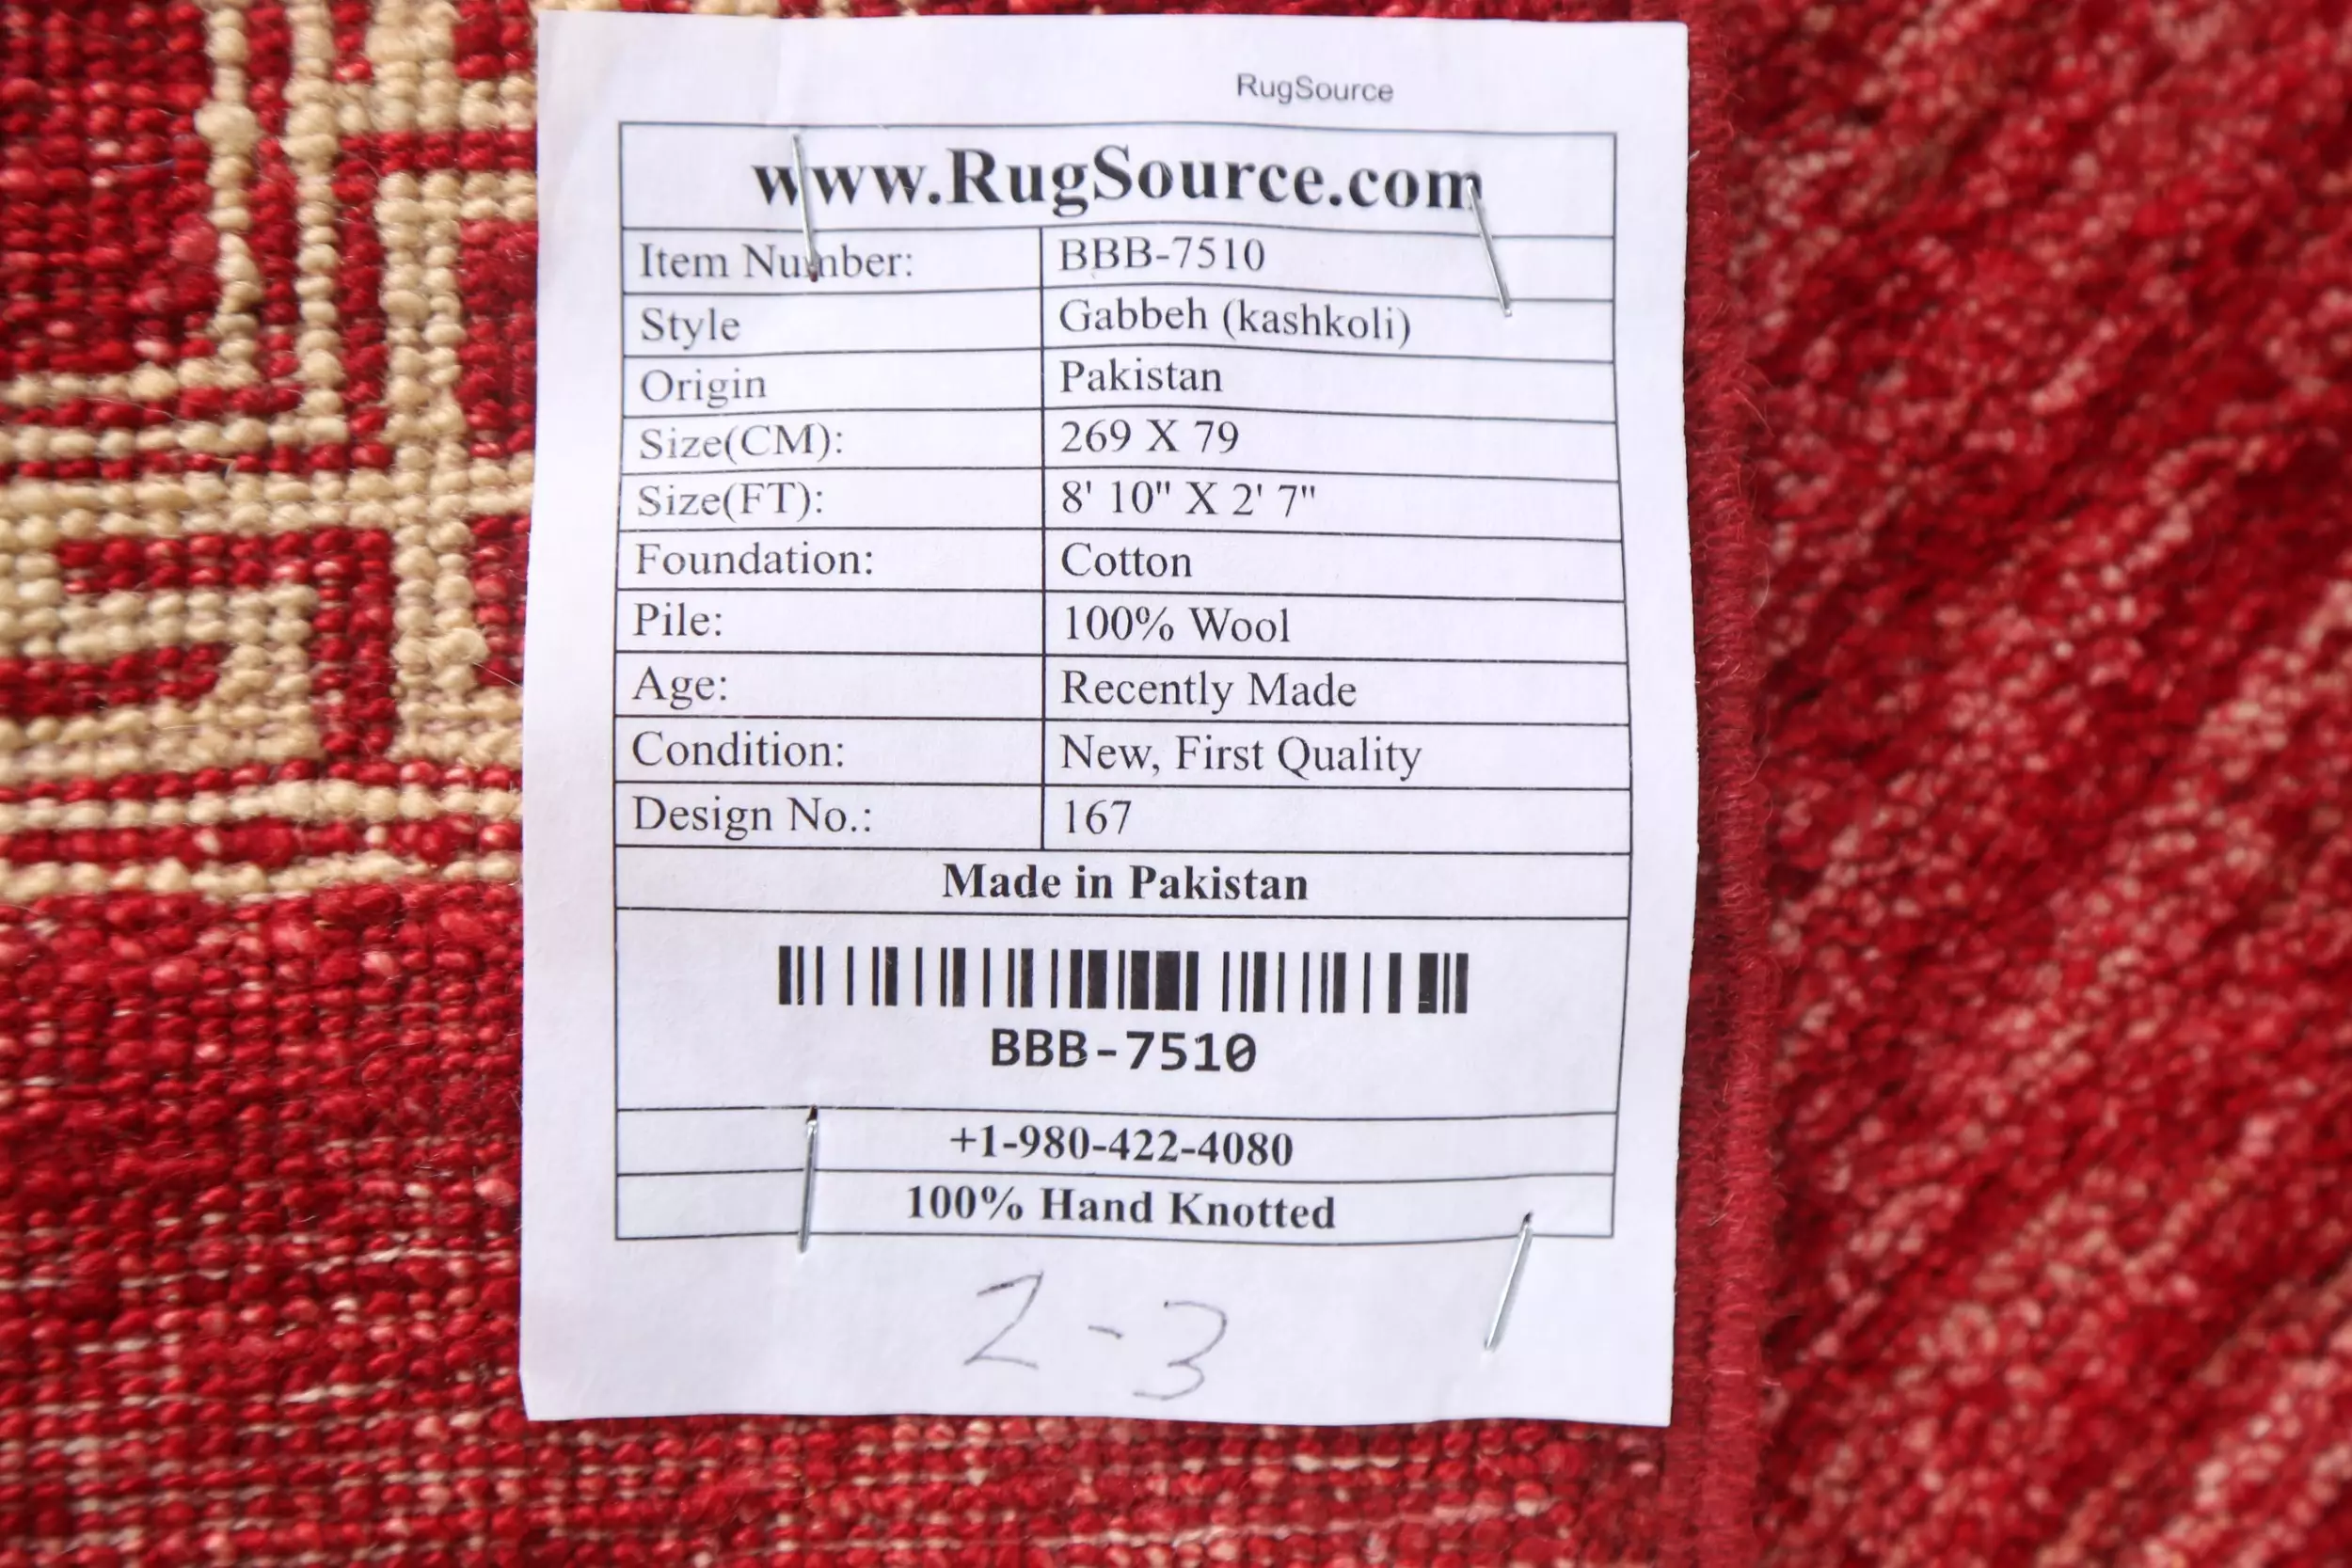 RugSource
www.RugSource.com
Item Number: BBB-7510
Style Gabbeh (kashkoli)
Origin Pakistan
Size(CM): 269 X 79
Size(FT): 8' 10" X 2' 7"
Foundation: Cotton
Pile: 100% Wool
Age: Recently Made
Condition: New, First Quality
Design No.: 167
Made in Pakistan
BBB-7510
+1-980-422-4080
100% Hand Knotted
2-3